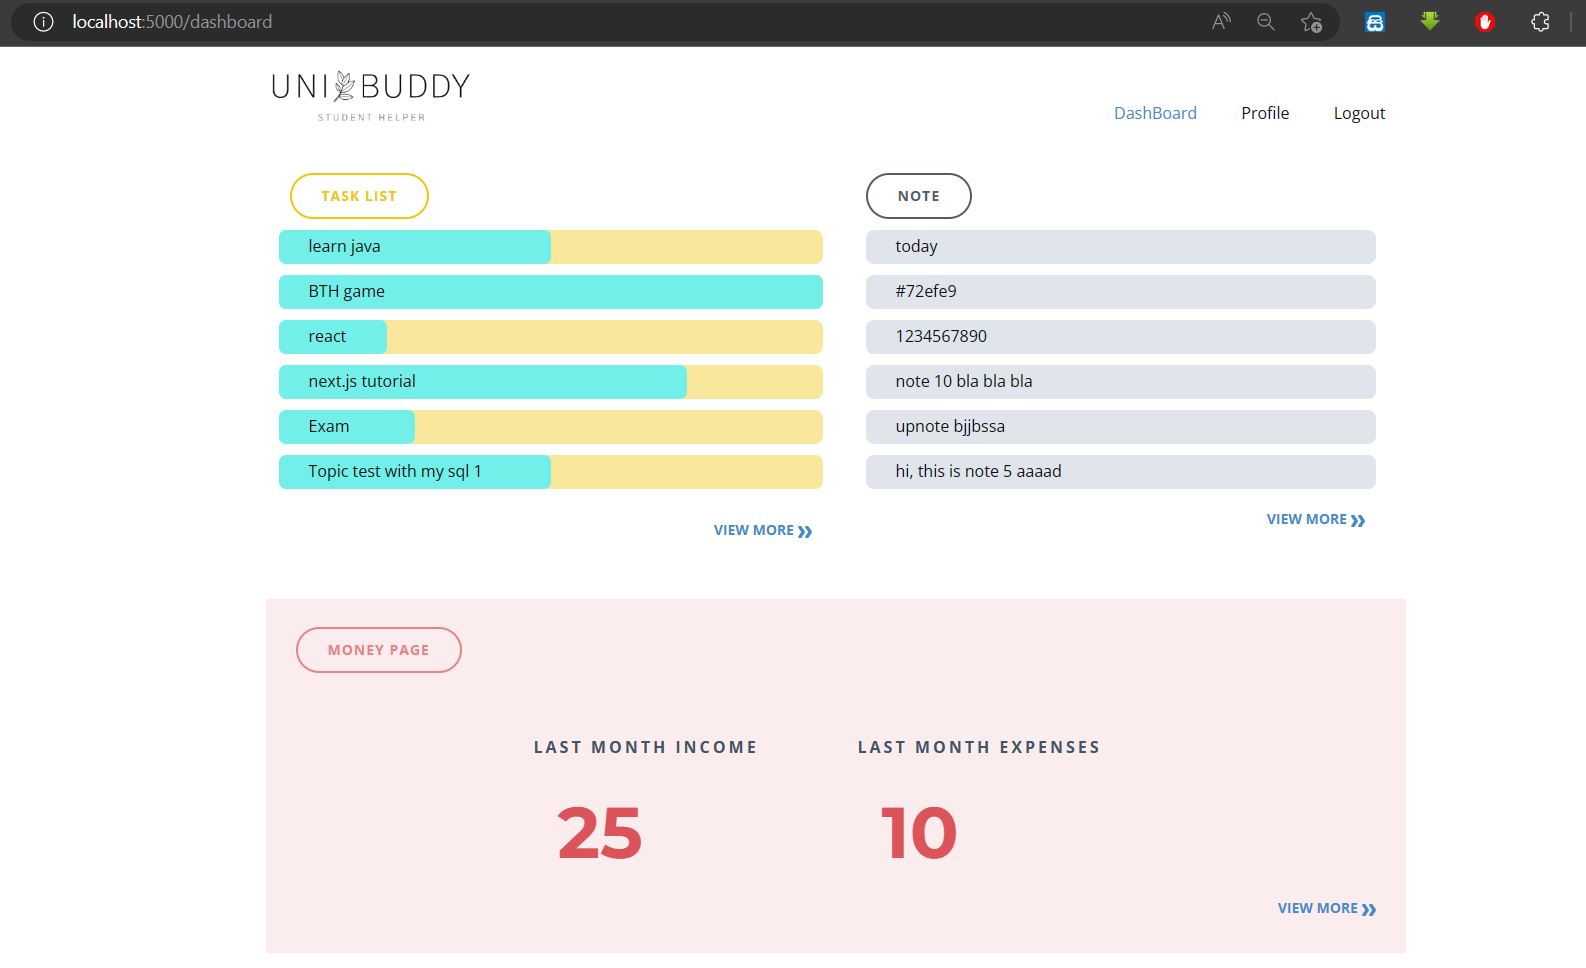 localhost:5000/dashboard
UNI BUDDY
STUDENT HELPER
DashBoard Profile Logout
TASK LIST
learn java
BTH game
react
next.js tutorial
Exam
Topic test with my sql 1
VIEW MORE »
NOTE
today
#72efe9
1234567890
note 10 bla bla bla
upnote bjjbssa
hi, this is note 5 aaaad
VIEW MORE »
MONEY PAGE
LAST MONTH INCOME
25
LAST MONTH EXPENSES
10
VIEW MORE »